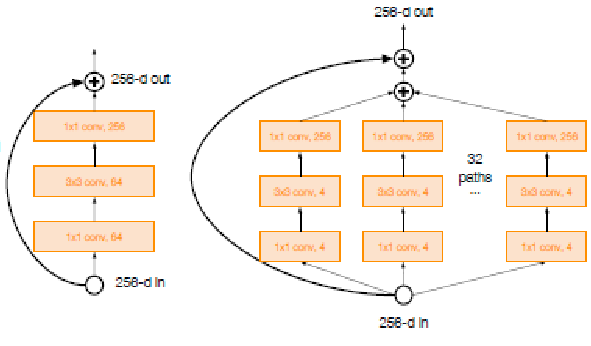 256-d out
1x1 conv, 256
3x3 conv, 64
1x1 conv, 64
256-d in
256-d out
1x1 conv, 256
1x1 conv, 256
1x1 conv, 256
32
paths
...
3x3 conv, 4
3x3 conv, 4
3x3 conv, 4
1x1 conv, 4
1x1 conv, 4
1x1 conv, 4
256-d in